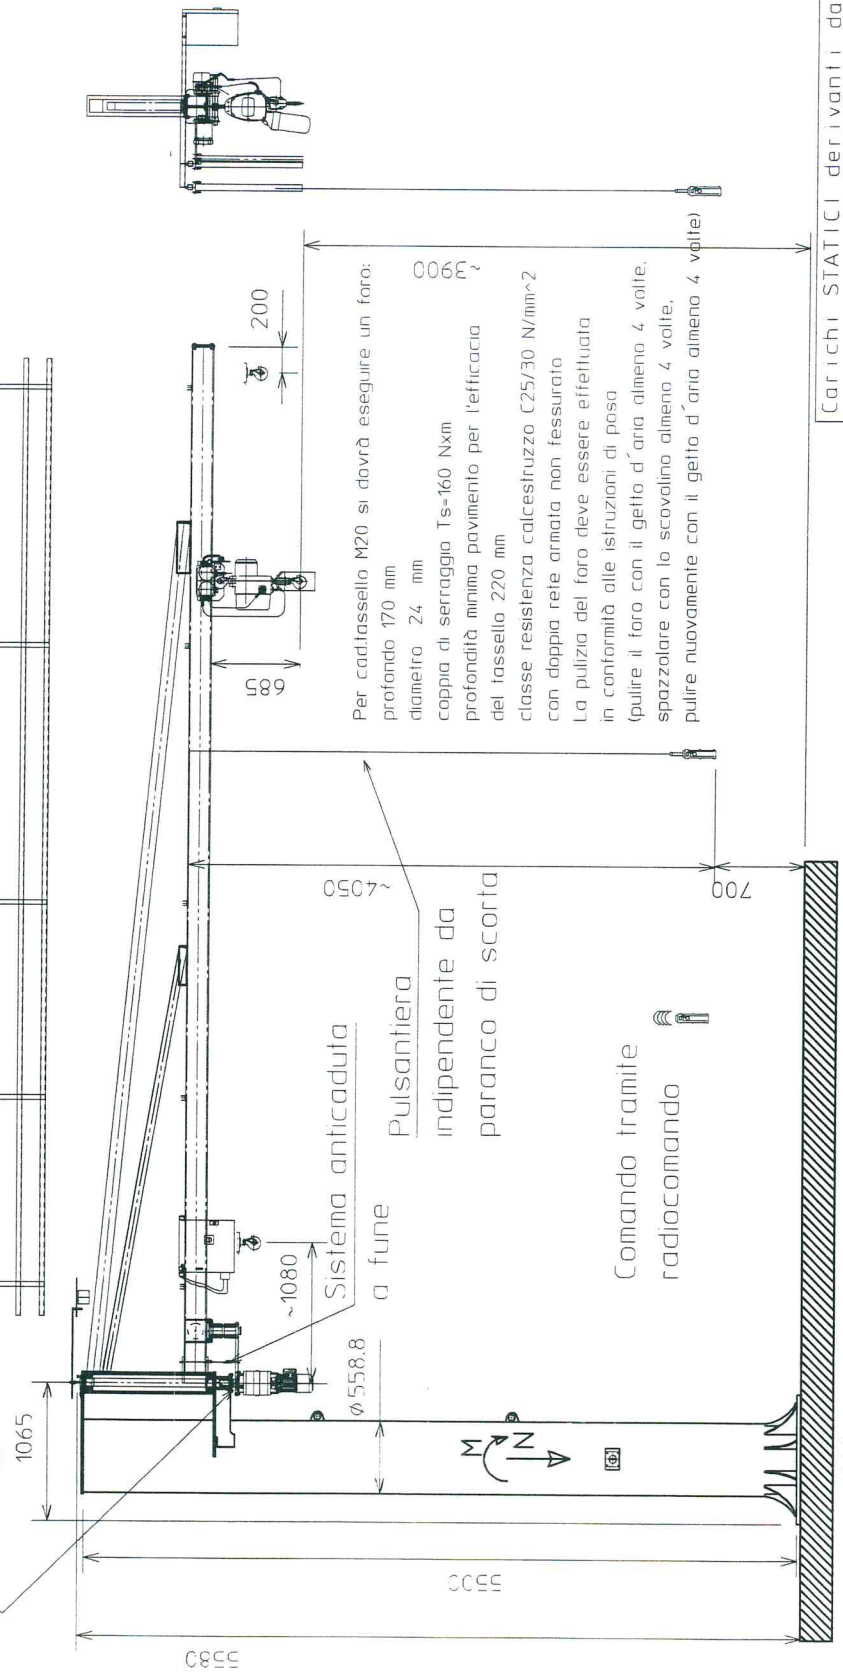 200
Per cad.tassello M20 si dovrà eseguire un foro:
profondo 170 mm
diametro 24 mm
coppia di serraggio Ts=160 Nxm
profondità minima pavimento per l'efficacia
del tassello 220 mm
classe resistenza calcestruzzo C25/30 N/mm^2
con doppia rete armata non fessurato
La pulizia del foro deve essere effettuata
in conformità alle istruzioni di posa
(pulire il foro con il getto d'aria almeno 4 volte,
spazzolare con lo scovolino almeno 4 volte,
pulire nuovamente con il getto d'aria almeno 4 volte)
~3900
685
~4050
700
Pulsantiera
indipendente da
paranco di scorta
Sistema anticaduta
a fune
Comando tramite
radiocomando
~1080
1065
Ø558.8
M
N
5500
5580
Carichi STATICI derivanti da